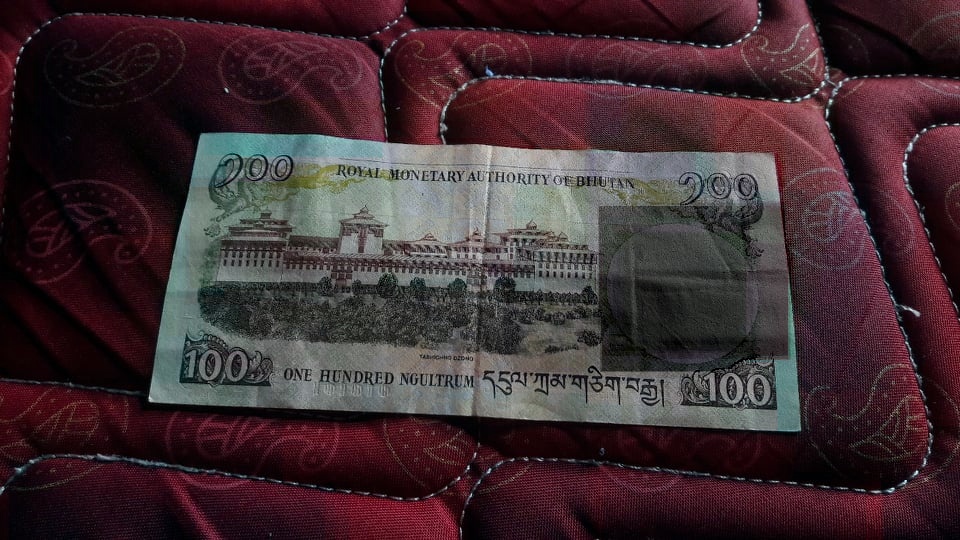 ༡༠༠ ROYAL MONETARY AUTHORITY OF BHUTAN ༡༠༠
TASHICHHO DZONG
100 ONE HUNDRED NGULTRUM དངུལ་ཀྲམ་གཅིག་བརྒྱ། 100